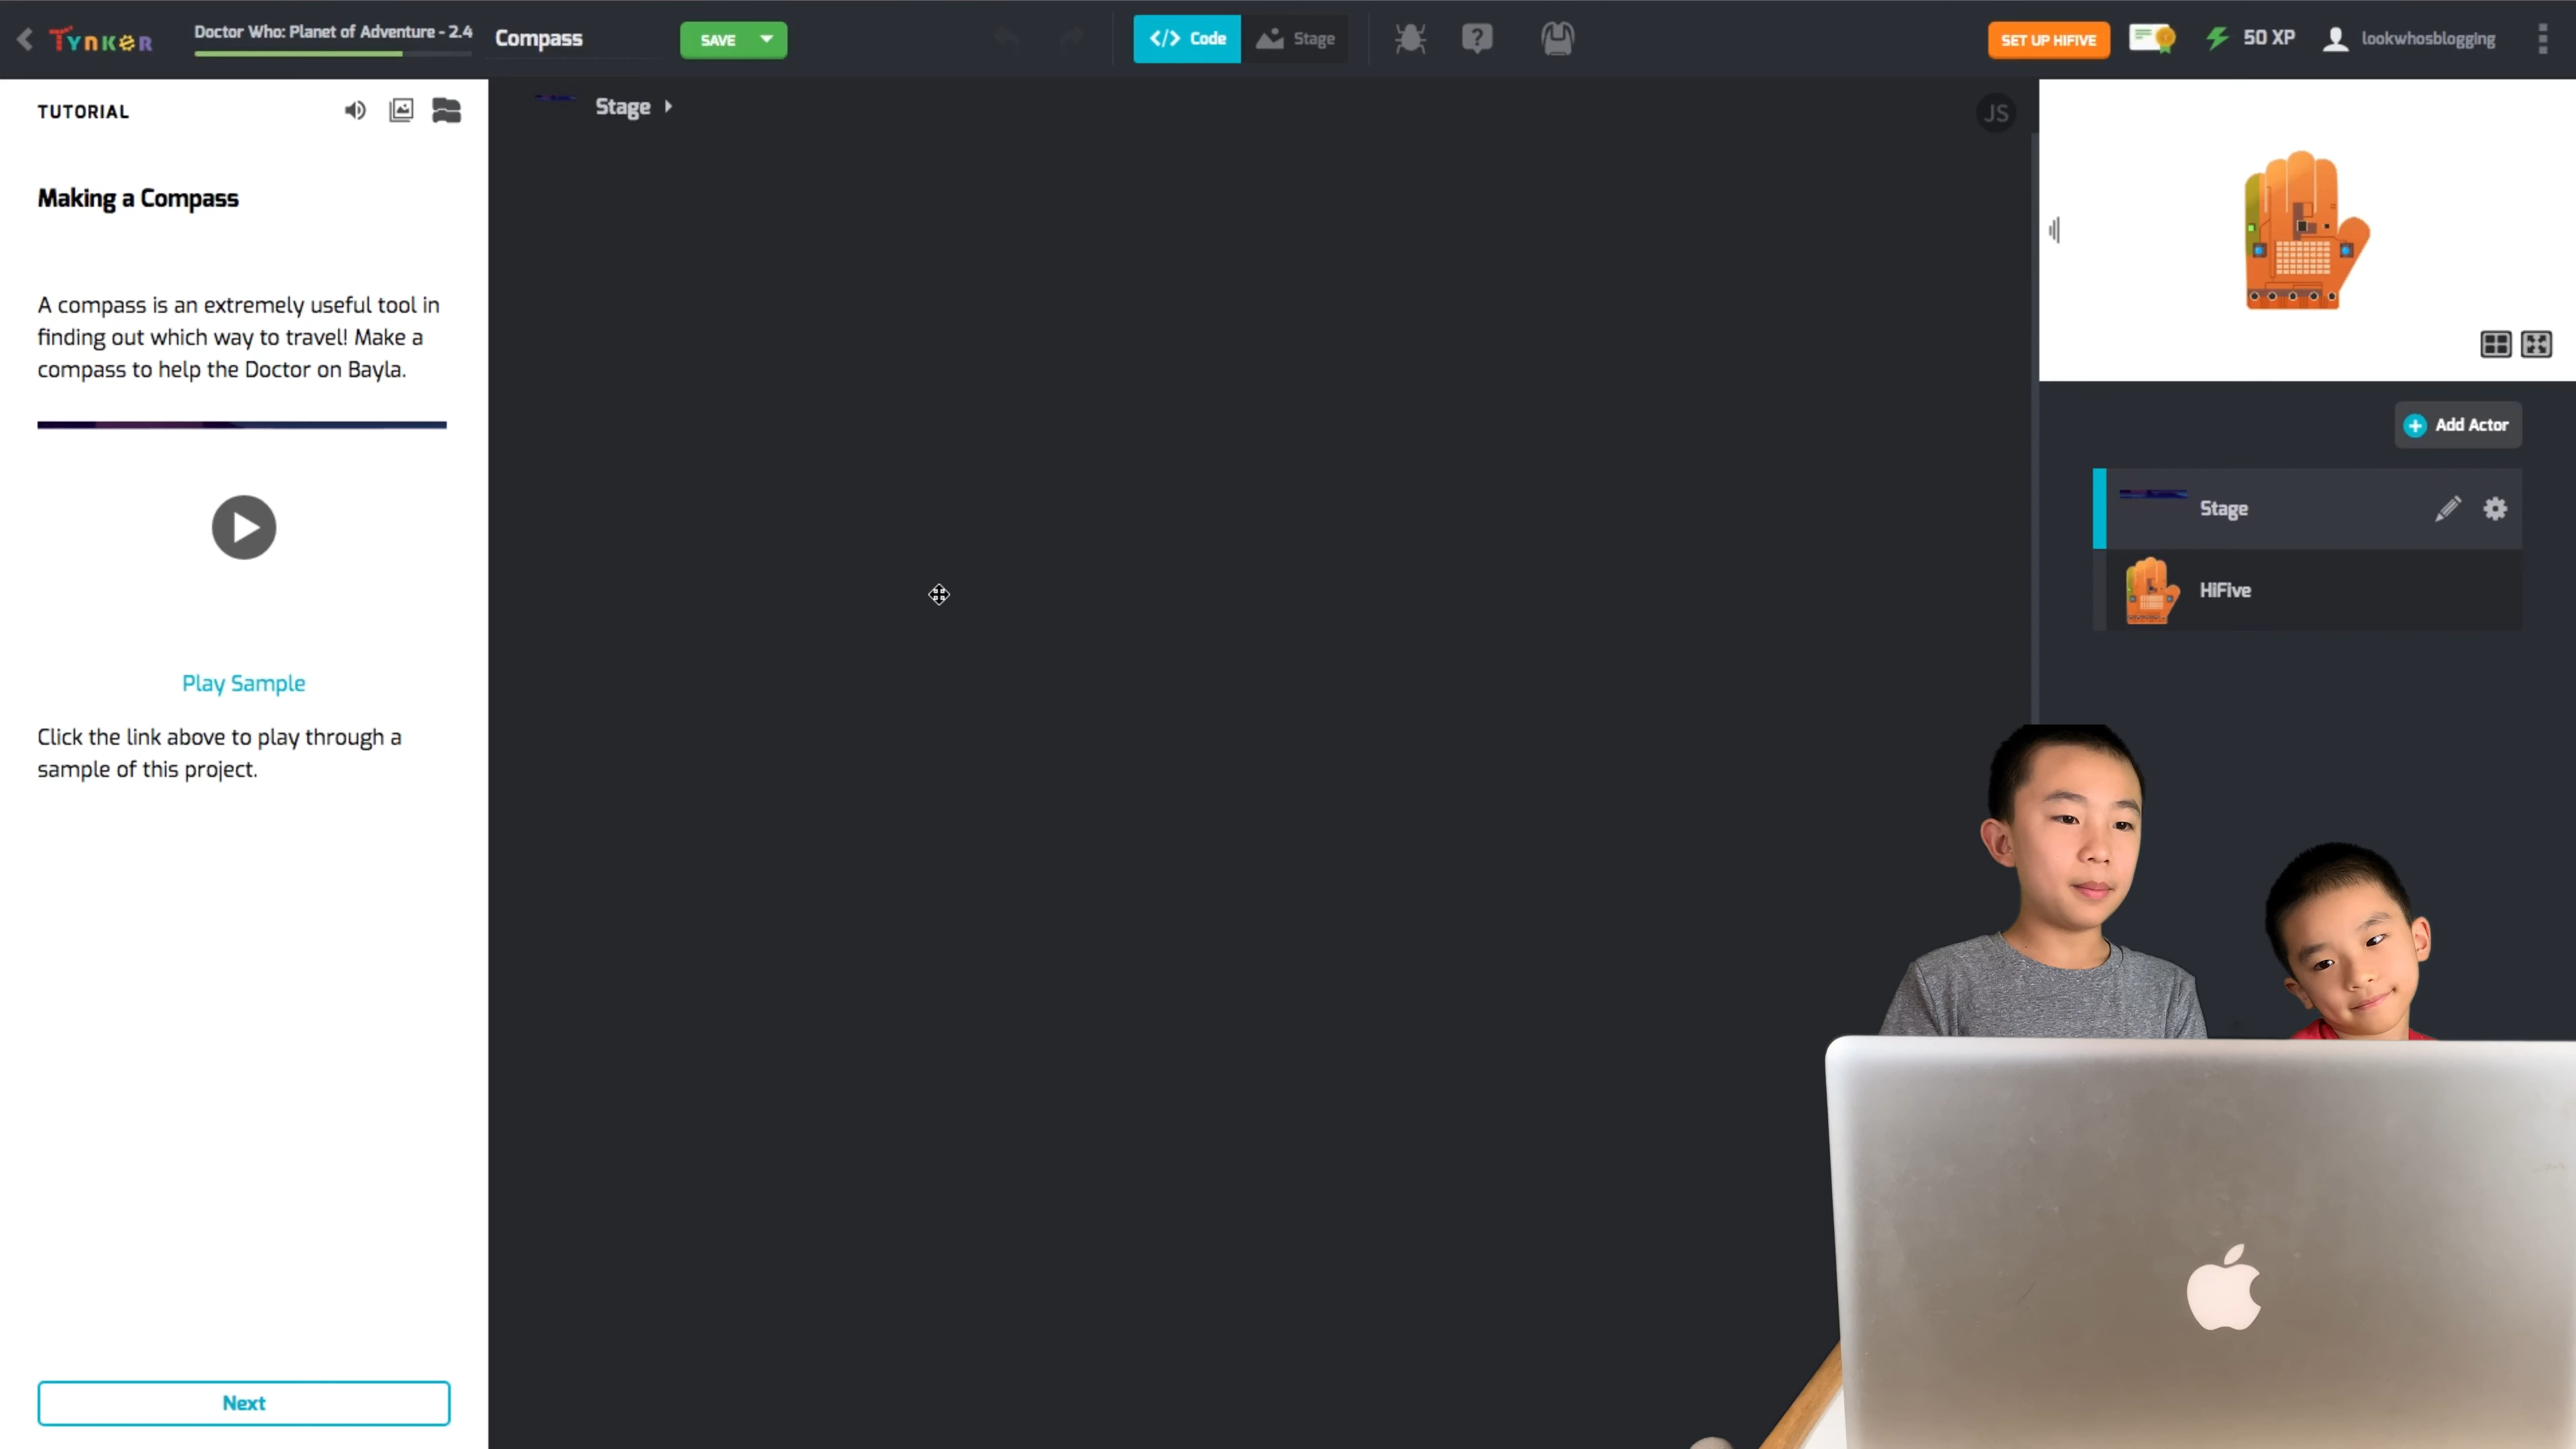 TYNKER
Doctor Who: Planet of Adventure - 2.4
Compass
SAVE
</> Code
Stage
?
SET UP HIFIVE
50 XP
lookwhosblogging
TUTORIAL
Stage
JS
Making a Compass
A compass is an extremely useful tool in
finding out which way to travel! Make a
compass to help the Doctor on Bayla.
Play Sample
Click the link above to play through a
sample of this project.
Next
Add Actor
Stage
HiFive